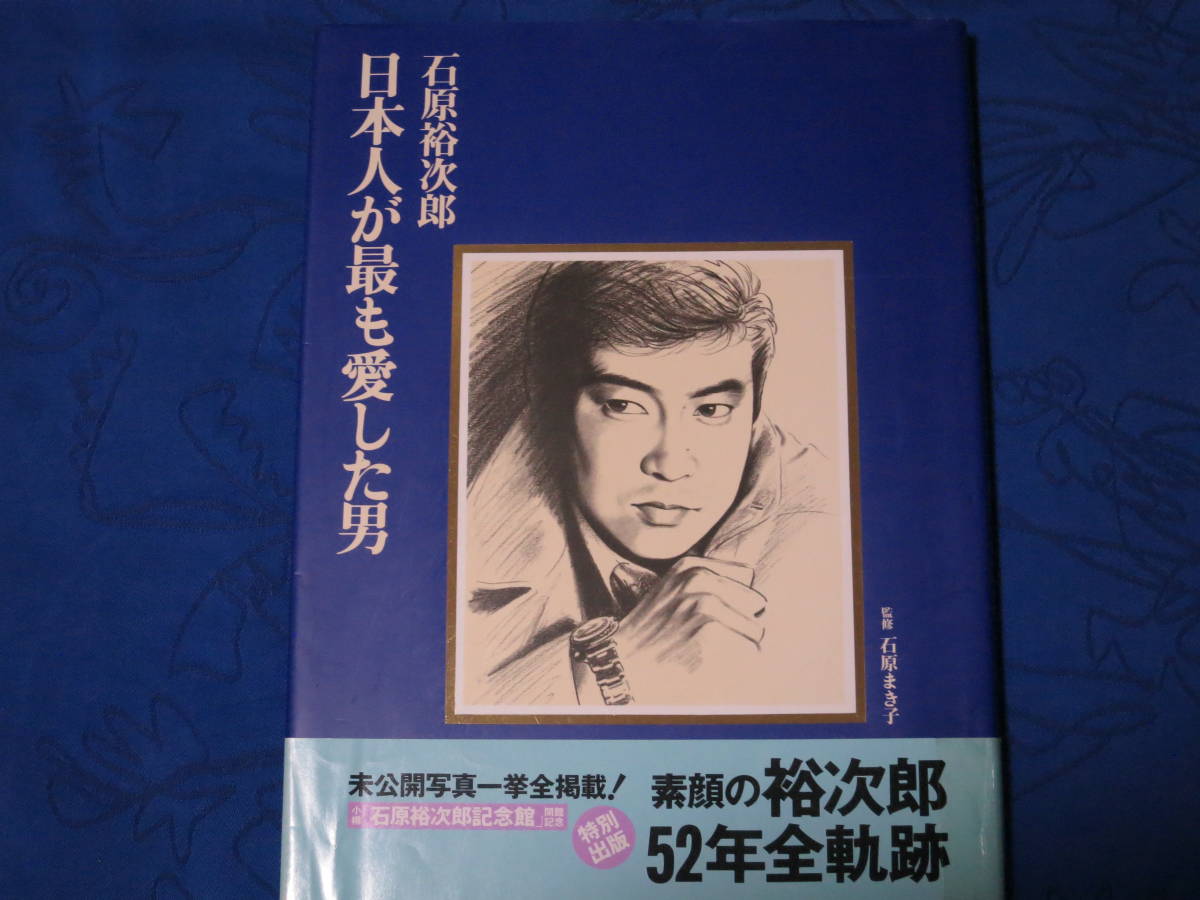 石原裕次郎
日本人が最も愛した男
監修 石原まき子
未公開写真一挙全掲載!
小樽「石原裕次郎記念館」開館記念
特別
出版
素顔の裕次郎
52年全軌跡